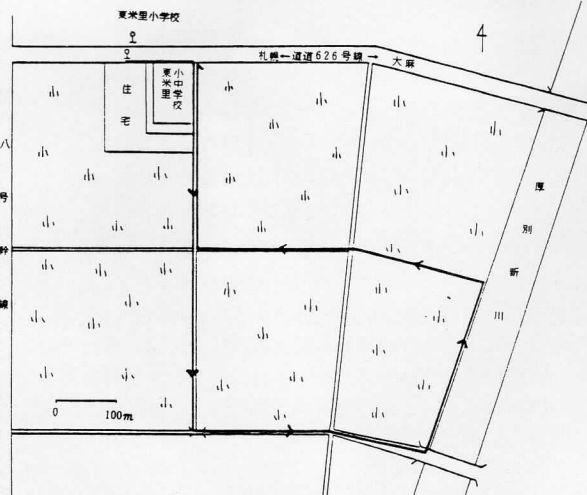 東米里小学校
札幌←道道626号線→大麻
4
住宅
東米里
小中学校
八号幹線
厚別新川
0 100m